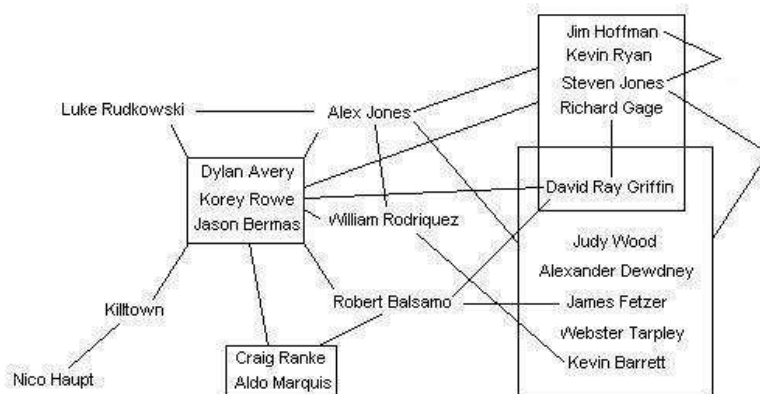 Jim Hoffman
Kevin Ryan
Steven Jones
Richard Gage
Luke Rudkowski
Alex Jones
Dylan Avery
Korey Rowe
Jason Bermas
David Ray Griffin
William Rodriquez
Judy Wood
Alexander Dewdney
Robert Balsamo
James Fetzer
Killtown
Webster Tarpley
Craig Ranke
Aldo Marquis
Kevin Barrett
Nico Haupt